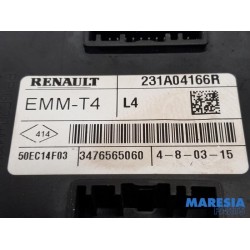 RENAULT 231A04166R
EMM-T4 L4
414
50EC14F03 3476565060 4-8-03-15
MARESIA